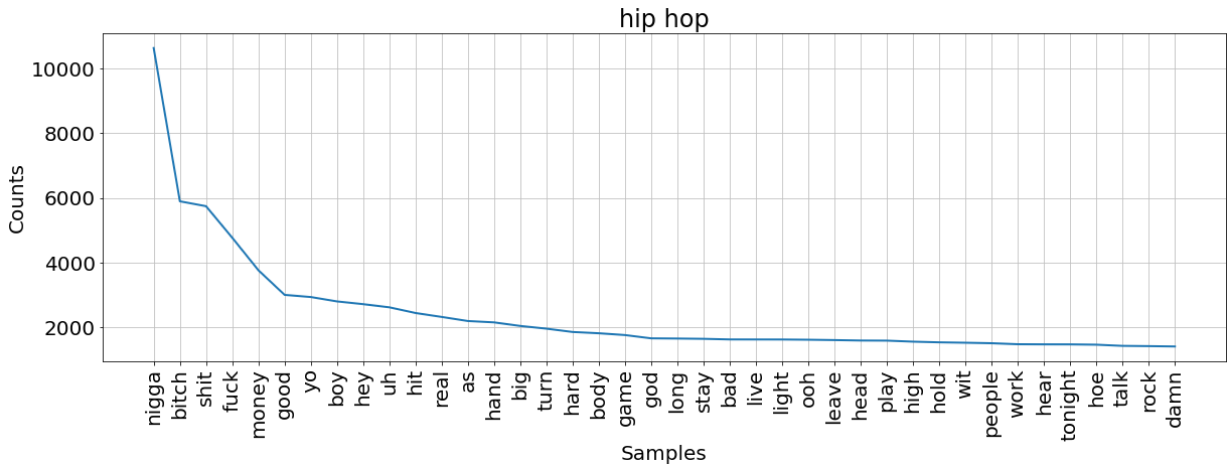 hip hop
10000
8000
6000
4000
2000
Counts
nigga
bitch
shit
fuck
money
good
yo
boy
hey
uh
hit
real
as
hand
big
turn
hard
body
game
god
long
stay
bad
live
light
ooh
leave
head
play
high
hold
wit
people
work
hear
tonight
hoe
talk
rock
damn
Samples